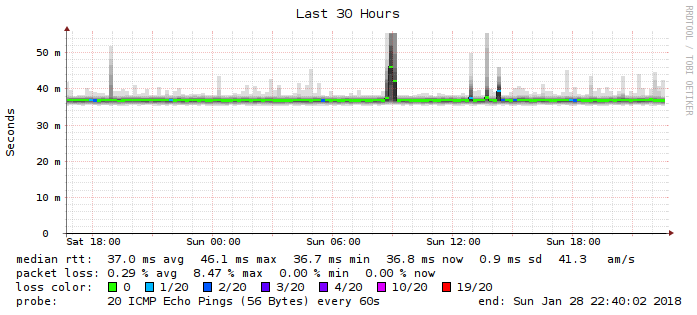 Last 30 Hours
RRDTOOL / TOBI OETIKER
Seconds
50 m
40 m
30 m
20 m
10 m
0
Sat 18:00 Sun 00:00 Sun 06:00 Sun 12:00 Sun 18:00
median rtt: 37.0 ms avg 46.1 ms max 36.7 ms min 36.8 ms now 0.9 ms sd 41.3 am/s
packet loss: 0.29 % avg 8.47 % max 0.00 % min 0.00 % now
loss color: 0 1/20 2/20 3/20 4/20 10/20 19/20
probe: 20 ICMP Echo Pings (56 Bytes) every 60s end: Sun Jan 28 22:40:02 2018